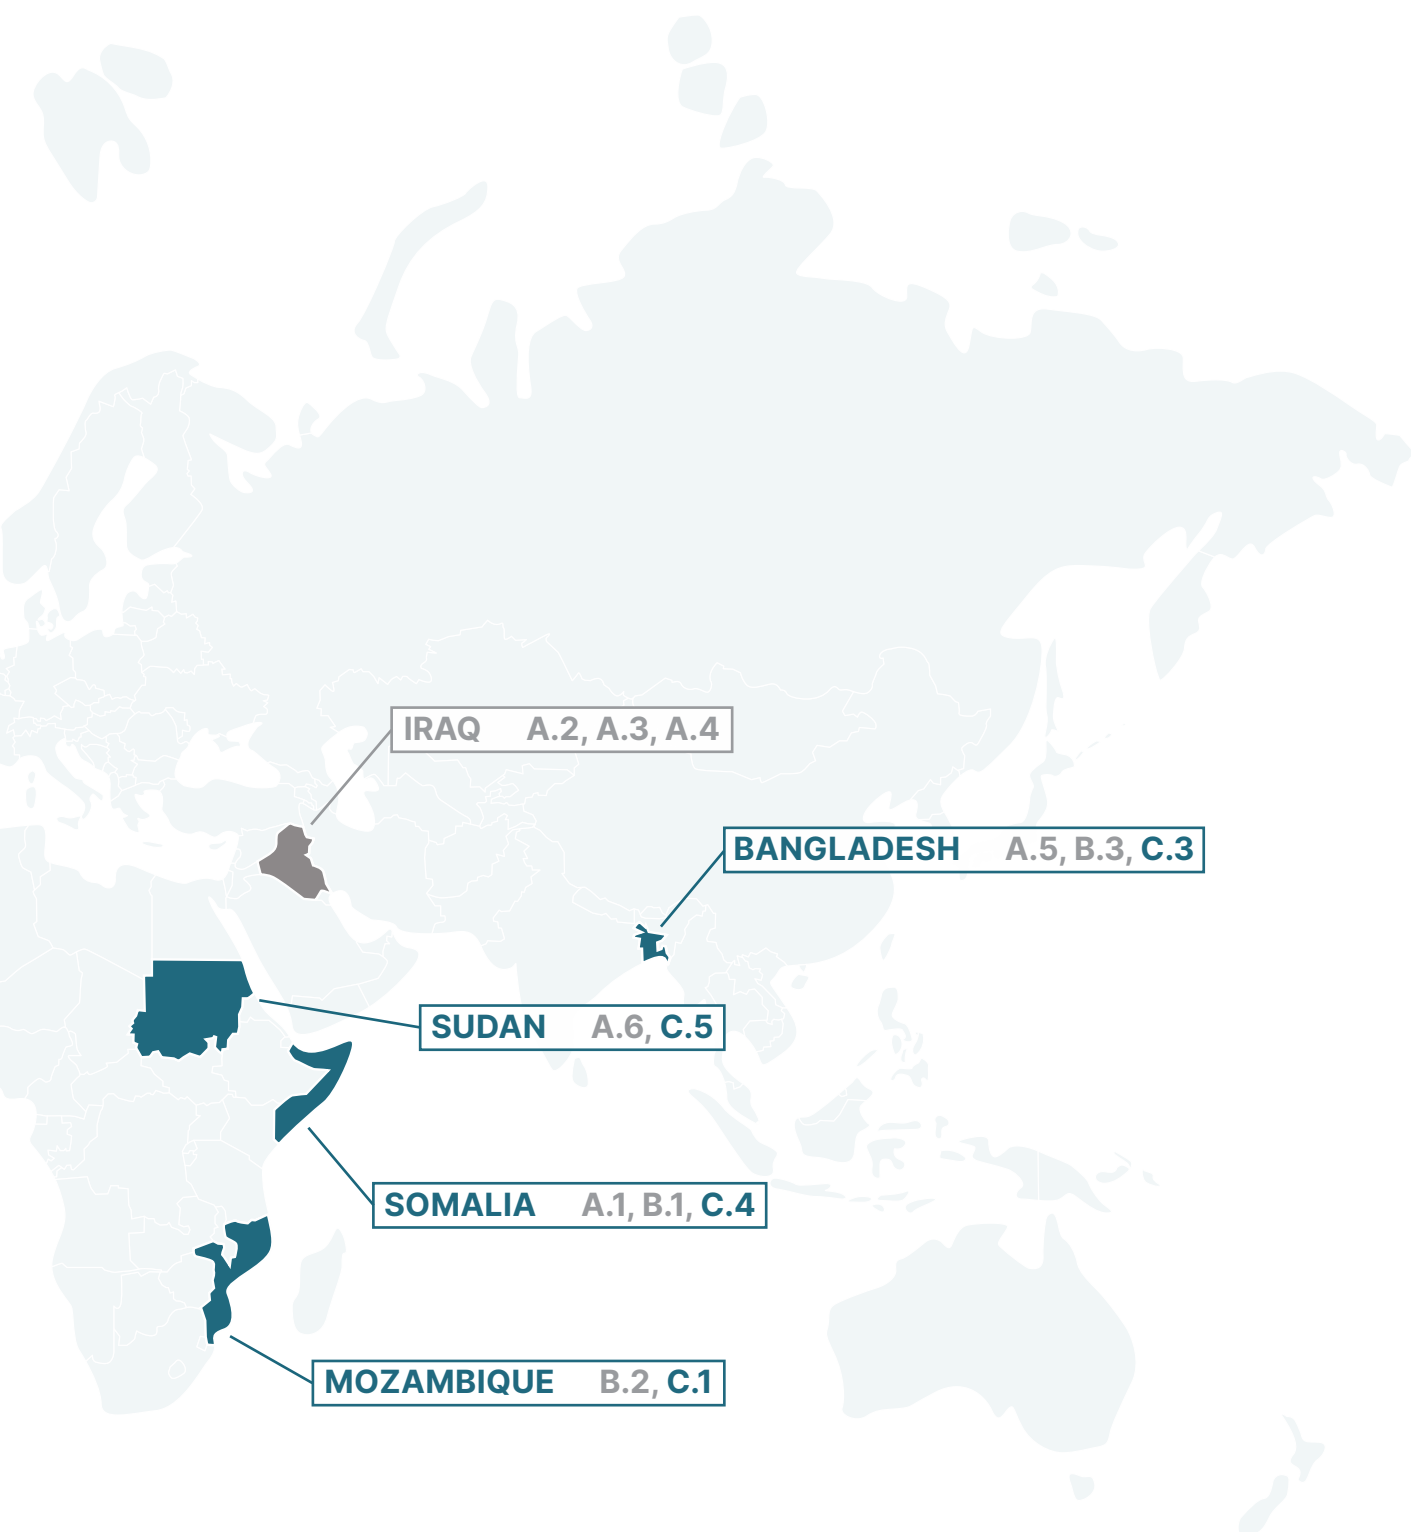 IRAQ A.2, A.3, A.4
BANGLADESH A.5, B.3, C.3
SUDAN A.6, C.5
SOMALIA A.1, B.1, C.4
MOZAMBIQUE B.2, C.1